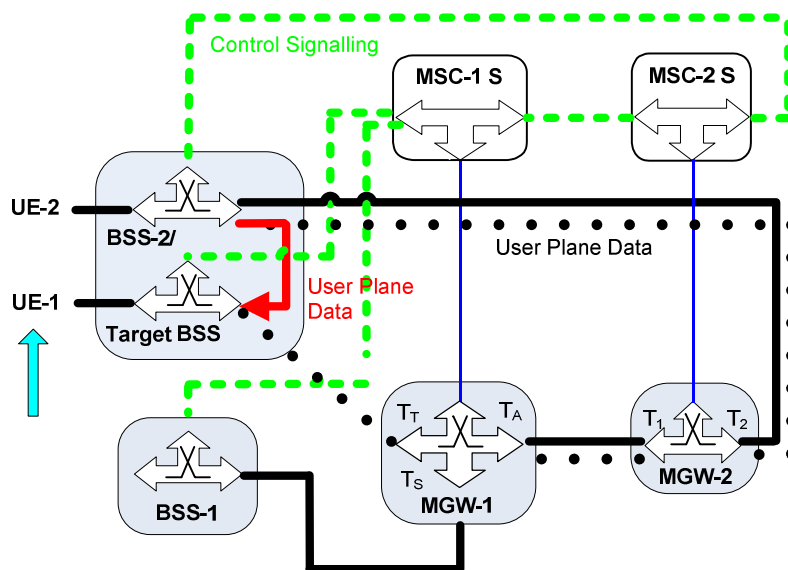 Control Signalling
MSC-1 S
MSC-2 S
UE-2
BSS-2/
User Plane Data
UE-1
User Plane
Data
Target BSS
TT
TA
T1
T2
TS
MGW-1
MGW-2
BSS-1